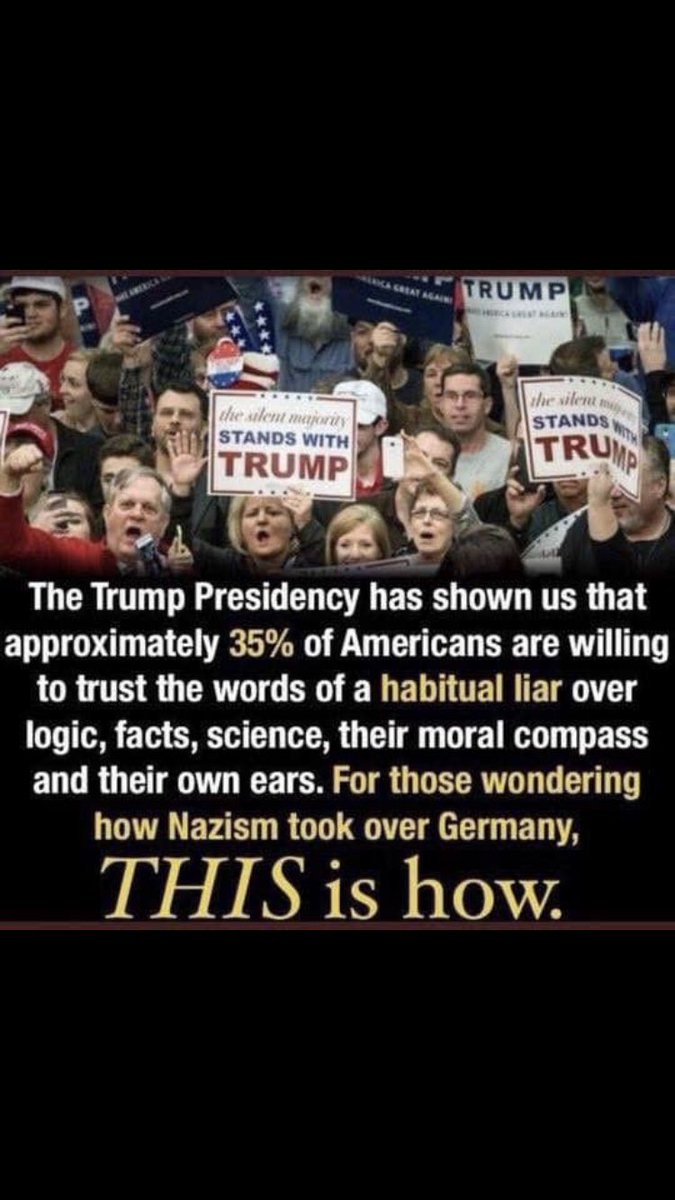 TRUMP
the silent majority
STANDS WITH
TRUMP
the silent
STANDS WITH
TRUMP
The Trump Presidency has shown us that
approximately 35% of Americans are willing
to trust the words of a habitual liar over
logic, facts, science, their moral compass
and their own ears. For those wondering
how Nazism took over Germany,
THIS is how.